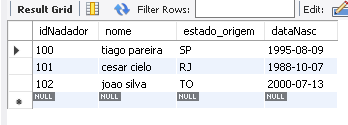 Result Grid Filter Rows: Edit:
idNadador nome estado_origem dataNasc
100 tiago pareira SP 1995-08-09
101 cesar cielo RJ 1988-10-07
102 joao silva TO 2000-07-13
NULL NULL NULL NULL